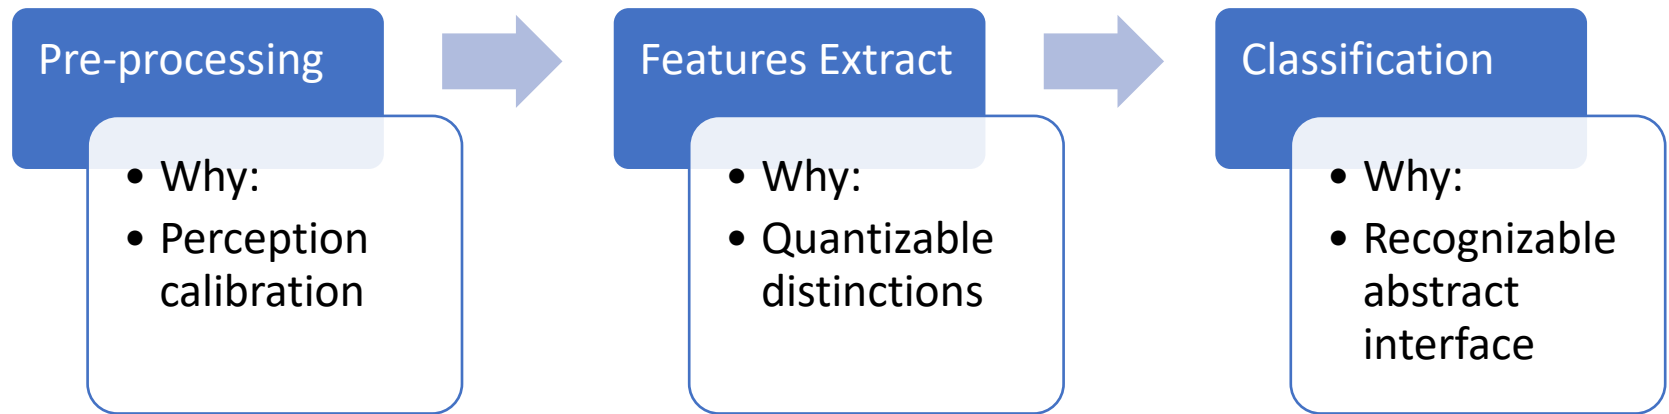 Pre-processing
• Why:
• Perception
calibration
Features Extract
• Why:
• Quantizable
distinctions
Classification
• Why:
• Recognizable
abstract
interface